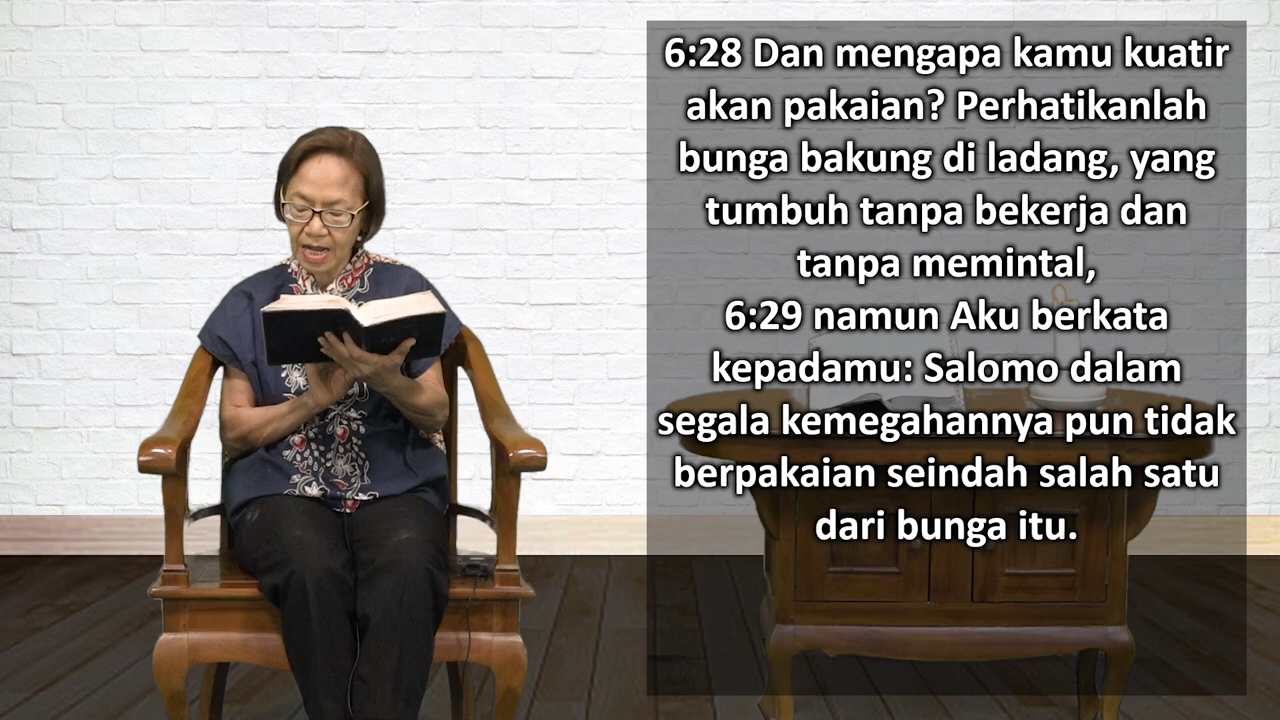 6:28 Dan mengapa kamu kuatir
akan pakaian? Perhatikanlah
bunga bakung di ladang, yang
tumbuh tanpa bekerja dan
tanpa memintal,
6:29 namun Aku berkata
kepadamu: Salomo dalam
segala kemegahannya pun tidak
berpakaian seindah salah satu
dari bunga itu.